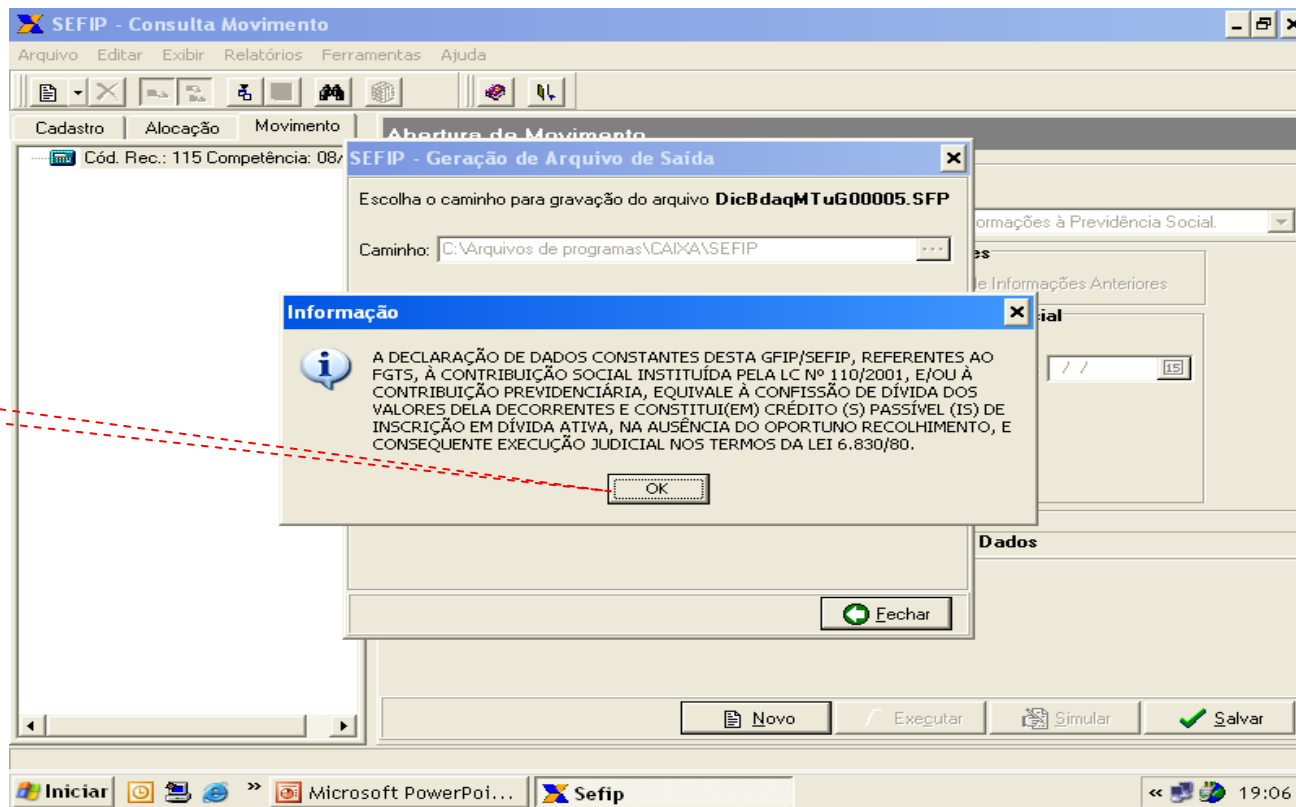 SEFIP - Consulta Movimento
Arquivo Editar Exibir Relatórios Ferramentas Ajuda
Cadastro Alocação Movimento
Abertura de Movimento
Cód. Rec.: 115 Competência: 08/
SEFIP - Geração de Arquivo de Saída
Escolha o caminho para gravação do arquivo DicBdaqMTuG00005.SFP
ormações à Previdência Social.
Caminho: C:\Arquivos de programas\CAIXA\SEFIP ...
es
de Informações Anteriores
Informação
ial
A DECLARAÇÃO DE DADOS CONSTANTES DESTA GFIP/SEFIP, REFERENTES AO
FGTS, À CONTRIBUIÇÃO SOCIAL INSTITUÍDA PELA LC Nº 110/2001, E/OU À
CONTRIBUIÇÃO PREVIDENCIÁRIA, EQUIVALE À CONFISSÃO DE DÍVIDA DOS
VALORES DELA DECORRENTES E CONSTITUI(EM) CRÉDITO (S) PASSÍVEL (IS) DE
INSCRIÇÃO EM DÍVIDA ATIVA, NA AUSÊNCIA DO OPORTUNO RECOLHIMENTO, E
CONSEQUENTE EXECUÇÃO JUDICIAL NOS TERMOS DA LEI 6.830/80.
/ / 15
OK
Dados
Fechar
Novo Executar Simular Salvar
Iniciar » Microsoft PowerPoi... Sefip « 19:06